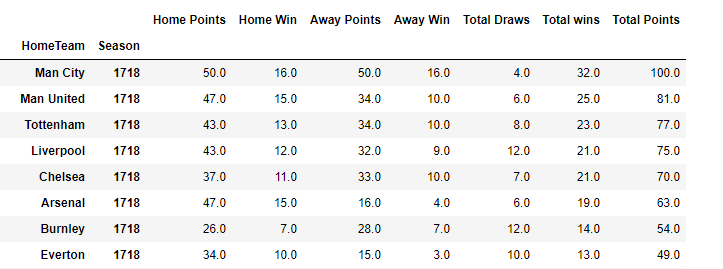 Home Points Home Win Away Points Away Win Total Draws Total wins Total Points
HomeTeam Season
Man City 1718 50.0 16.0 50.0 16.0 4.0 32.0 100.0
Man United 1718 47.0 15.0 34.0 10.0 6.0 25.0 81.0
Tottenham 1718 43.0 13.0 34.0 10.0 8.0 23.0 77.0
Liverpool 1718 43.0 12.0 32.0 9.0 12.0 21.0 75.0
Chelsea 1718 37.0 11.0 33.0 10.0 7.0 21.0 70.0
Arsenal 1718 47.0 15.0 16.0 4.0 6.0 19.0 63.0
Burnley 1718 26.0 7.0 28.0 7.0 12.0 14.0 54.0
Everton 1718 34.0 10.0 15.0 3.0 10.0 13.0 49.0